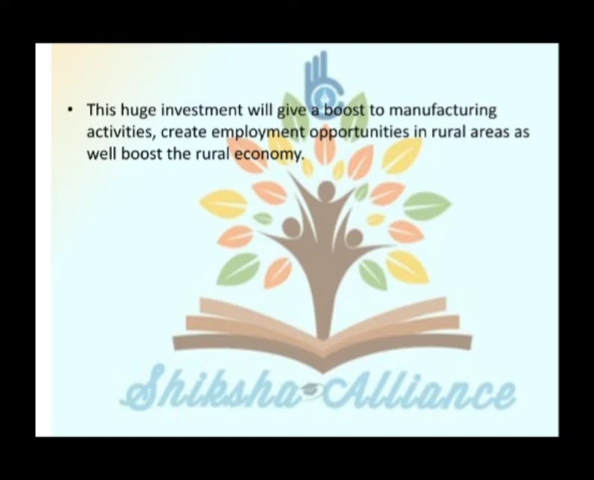 • This huge investment will give a boost to manufacturing
activities, create employment opportunities in rural areas as
well boost the rural economy.
Shiksha Alliance